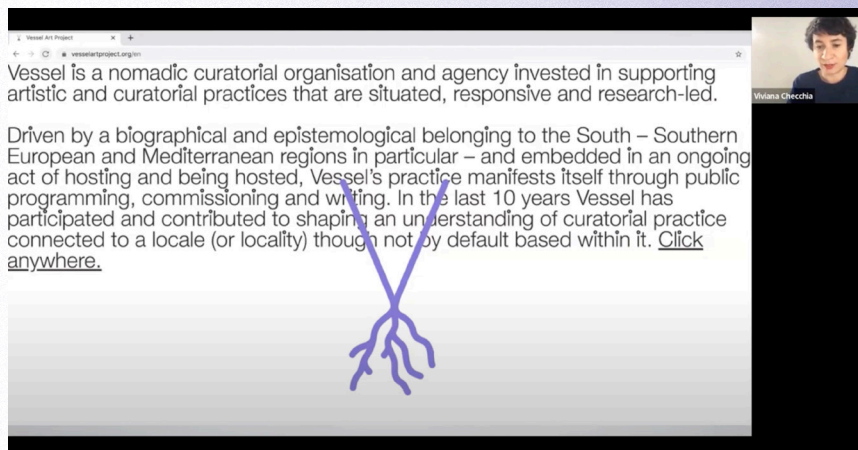 Vessel Art Project
vesselartproject.org/en
Vessel is a nomadic curatorial organisation and agency invested in supporting
artistic and curatorial practices that are situated, responsive and research-led.
Driven by a biographical and epistemological belonging to the South – Southern
European and Mediterranean regions in particular – and embedded in an ongoing
act of hosting and being hosted, Vessel's practice manifests itself through public
programming, commissioning and writing. In the last 10 years Vessel has
participated and contributed to shaping an understanding of curatorial practice
connected to a locale (or locality) though not by default based within it. Click
anywhere.
Viviana Checchia